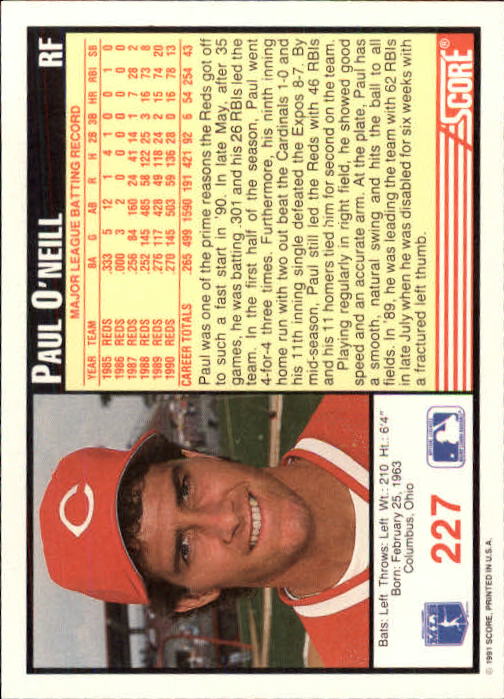 PAUL O'NEILL RF
MAJOR LEAGUE BATTING RECORD
YEAR TEAM BA G AB R H 2B 3B HR RBI SB
1985 REDS .333 5 12 1 4 1 0 0 1 0
1986 REDS .000 3 2 0 0 0 0 0 0 0
1987 REDS .256 84 160 24 41 14 1 7 28 2
1988 REDS .252 145 485 58 122 25 3 16 73 8
1989 REDS .276 117 428 49 118 24 2 15 74 20
1990 REDS .270 145 503 59 136 28 0 16 78 13
CAREER TOTALS .265 499 1590 191 421 92 6 54 254 43
Paul was one of the prime reasons the Reds got off
to such a fast start in '90. In late May, after 35
games, he was batting .301 and his 26 RBIs led the
team. In the first half of the season, Paul went
4-for-4 three times. Furthermore, his ninth inning
home run with two out beat the Cardinals 1-0 and
his 11th inning single defeated the Expos 8-7. By
mid-season, Paul still led the Reds with 46 RBIs
and his 11 homers tied him for second on the team.
Playing regularly in right field, he showed good
speed and an accurate arm. At the plate, Paul has
a smooth, natural swing and hits the ball to all
fields. In '89, he was leading the team with 62 RBIs
in late July when he was disabled for six weeks with
a fractured left thumb.
SCORE®
C
Bats: Left Throws: Left Wt.: 210 Ht.: 6'4"
Born: February 25, 1963
Columbus, Ohio
227
© 1991 SCORE, PRINTED IN U.S.A.